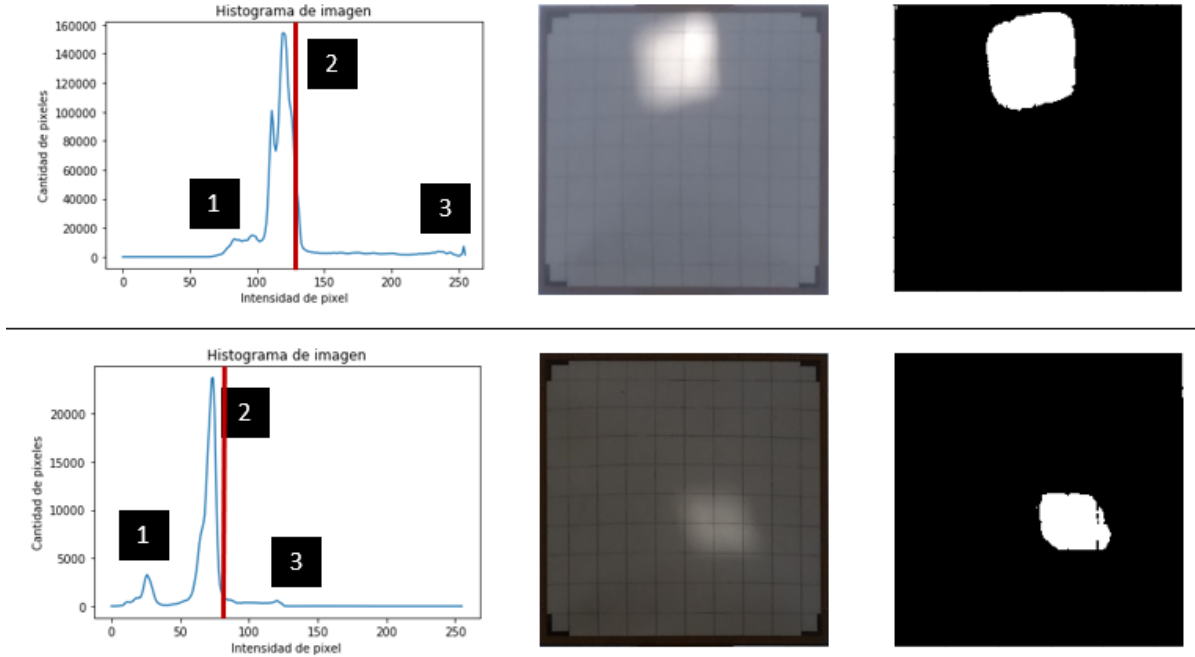 Histograma de imagen
160000
140000
120000
100000
80000
60000
40000
20000
0
Cantidad de pixeles
1
2
3
0 50 100 150 200 250
Intensidad de pixel
Histograma de imagen
20000
15000
10000
5000
0
Cantidad de pixeles
1
2
3
0 50 100 150 200 250
Intensidad de pixel